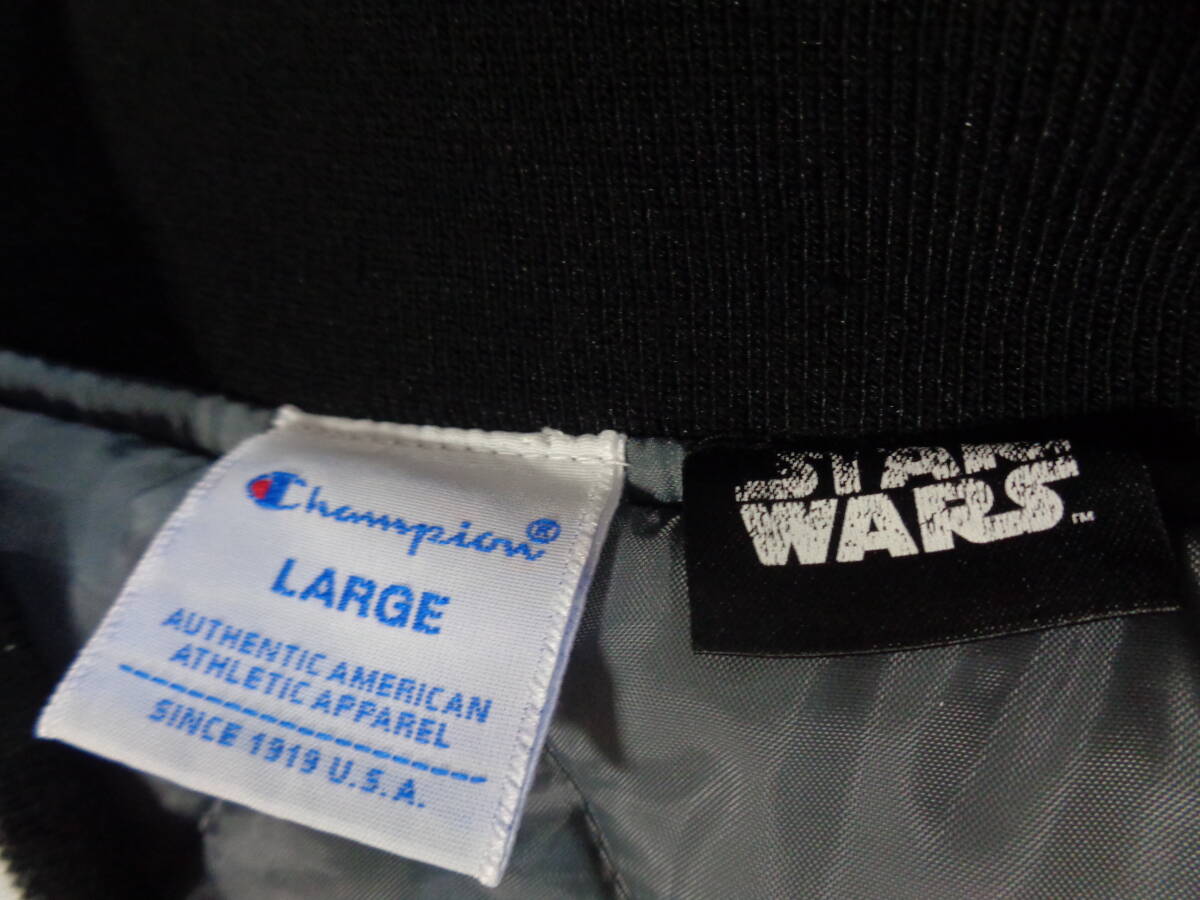 Champion®
LARGE
AUTHENTIC AMERICAN
ATHLETIC APPAREL
SINCE 1919 U.S.A.
STAR
WARS™